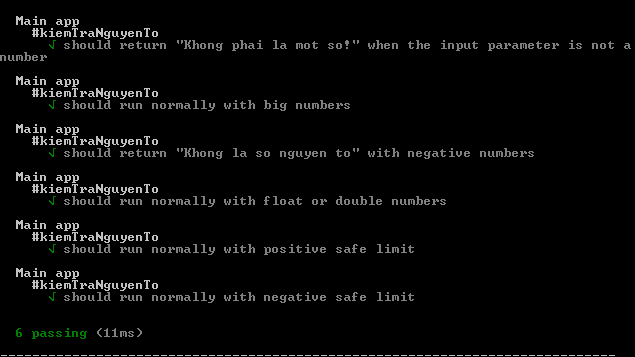 Main app
#kiemTraNguyenTo
√ should return "Khong phai la mot so!" when the input parameter is not a
number
Main app
#kiemTraNguyenTo
√ should run normally with big numbers
Main app
#kiemTraNguyenTo
√ should return "Khong la so nguyen to" with negative numbers
Main app
#kiemTraNguyenTo
√ should run normally with float or double numbers
Main app
#kiemTraNguyenTo
√ should run normally with positive safe limit
Main app
#kiemTraNguyenTo
√ should run normally with negative safe limit
6 passing (11ms)